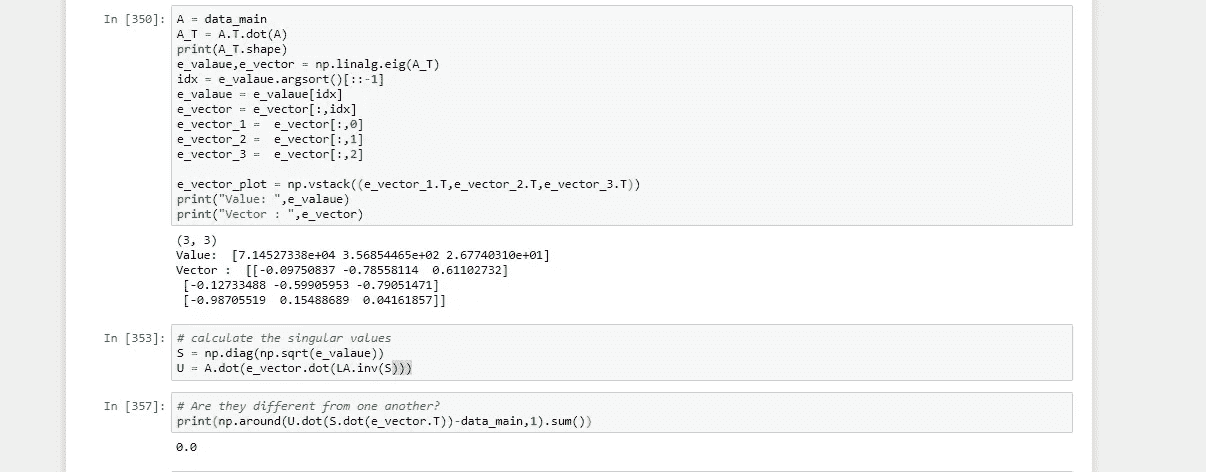 In [350]: A = data_main
A_T = A.T.dot(A)
print(A_T.shape)
e_valaue,e_vector = np.linalg.eig(A_T)
idx = e_valaue.argsort()[::-1]
e_valaue = e_valaue[idx]
e_vector = e_vector[:,idx]
e_vector_1 =  e_vector[:,0]
e_vector_2 =  e_vector[:,1]
e_vector_3 =  e_vector[:,2]
e_vector_plot = np.vstack((e_vector_1.T,e_vector_2.T,e_vector_3.T))
print("Value: ",e_valaue)
print("Vector : ",e_vector)
(3, 3)
Value:  [7.14527338e+04 3.56854465e+02 2.67740310e+01]
Vector :  [[-0.09750837 -0.78558114  0.61102732]
[-0.12733488 -0.59905953 -0.79051471]
[-0.98705519  0.15488689  0.04161857]]
In [353]: # calculate the singular values
S = np.diag(np.sqrt(e_valaue))
U = A.dot(e_vector.dot(LA.inv(S)))
In [357]: # Are they different from one another?
print(np.around(U.dot(S.dot(e_vector.T))-data_main,1).sum())
0.0